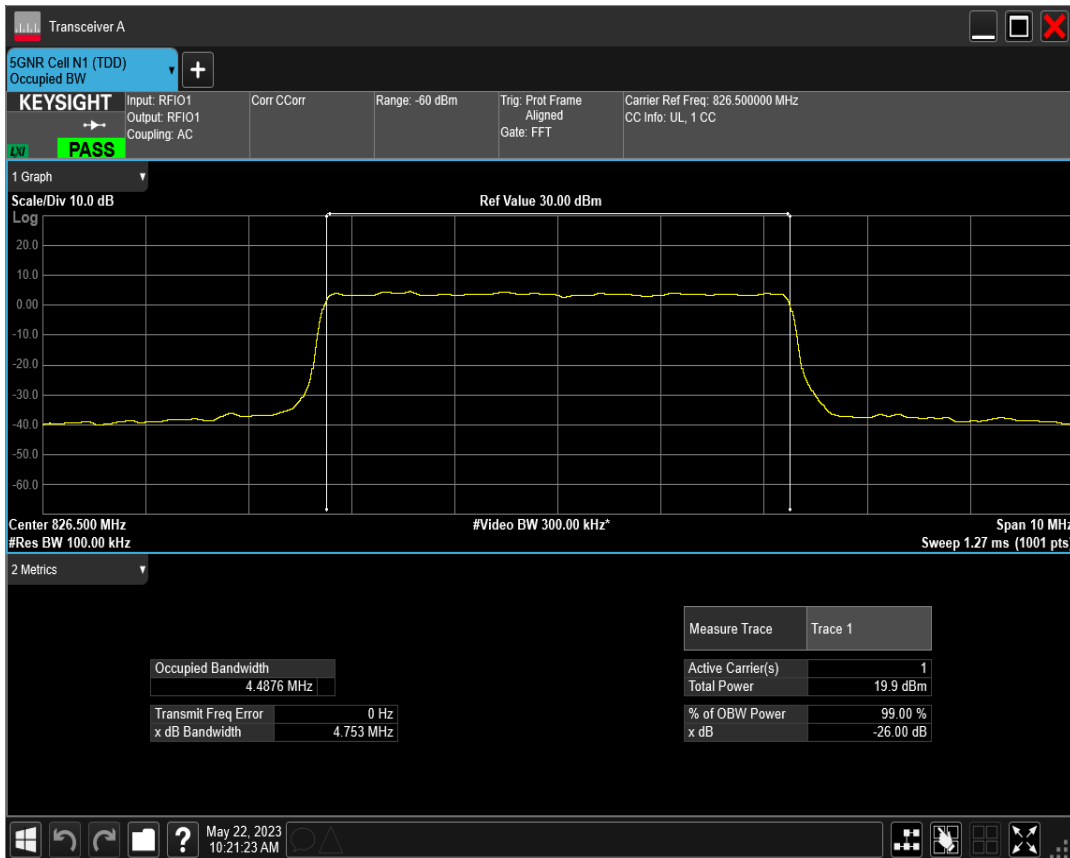 Transceiver A
5GNR Cell N1 (TDD)
Occupied BW
+
KEYSIGHT
LXI
PASS
Input: RFIO1
Output: RFIO1
Coupling: AC
Corr CCorr
Range: -60 dBm
Trig: Prot Frame
Aligned
Gate: FFT
Carrier Ref Freq: 826.500000 MHz
CC Info: UL, 1 CC
1 Graph
Scale/Div 10.0 dB
Ref Value 30.00 dBm
Log
20.0
10.0
0.00
-10.0
-20.0
-30.0
-40.0
-50.0
-60.0
Center 826.500 MHz
#Video BW 300.00 kHz*
Span 10 MHz
#Res BW 100.00 kHz
Sweep 1.27 ms (1001 pts)
2 Metrics
Measure Trace Trace 1
Occupied Bandwidth
4.4876 MHz
Active Carrier(s) 1
Total Power 19.9 dBm
Transmit Freq Error 0 Hz
x dB Bandwidth 4.753 MHz
% of OBW Power 99.00 %
x dB -26.00 dB
?
May 22, 2023
10:21:23 AM